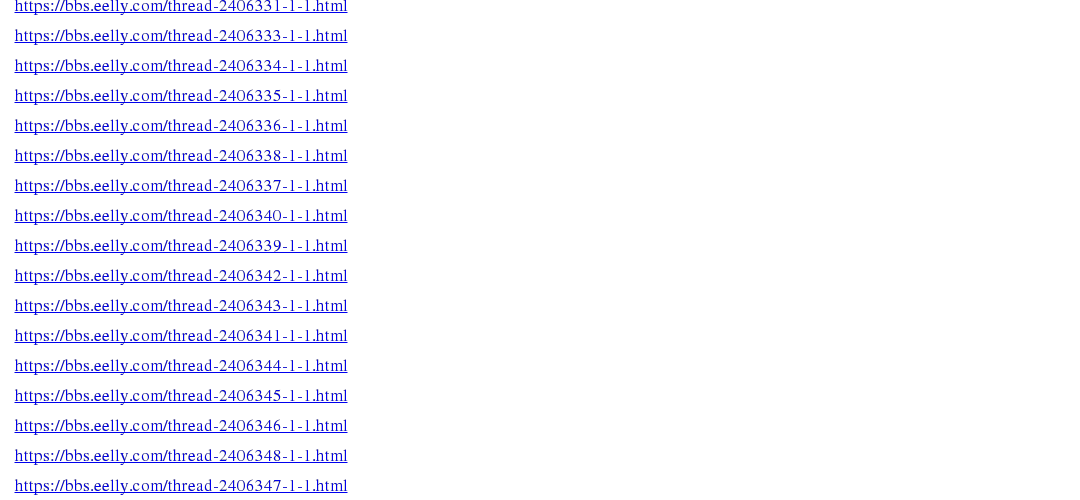 https://bbs.eelly.com/thread-2406331-1-1.html
https://bbs.eelly.com/thread-2406333-1-1.html
https://bbs.eelly.com/thread-2406334-1-1.html
https://bbs.eelly.com/thread-2406335-1-1.html
https://bbs.eelly.com/thread-2406336-1-1.html
https://bbs.eelly.com/thread-2406338-1-1.html
https://bbs.eelly.com/thread-2406337-1-1.html
https://bbs.eelly.com/thread-2406340-1-1.html
https://bbs.eelly.com/thread-2406339-1-1.html
https://bbs.eelly.com/thread-2406342-1-1.html
https://bbs.eelly.com/thread-2406343-1-1.html
https://bbs.eelly.com/thread-2406341-1-1.html
https://bbs.eelly.com/thread-2406344-1-1.html
https://bbs.eelly.com/thread-2406345-1-1.html
https://bbs.eelly.com/thread-2406346-1-1.html
https://bbs.eelly.com/thread-2406348-1-1.html
https://bbs.eelly.com/thread-2406347-1-1.html